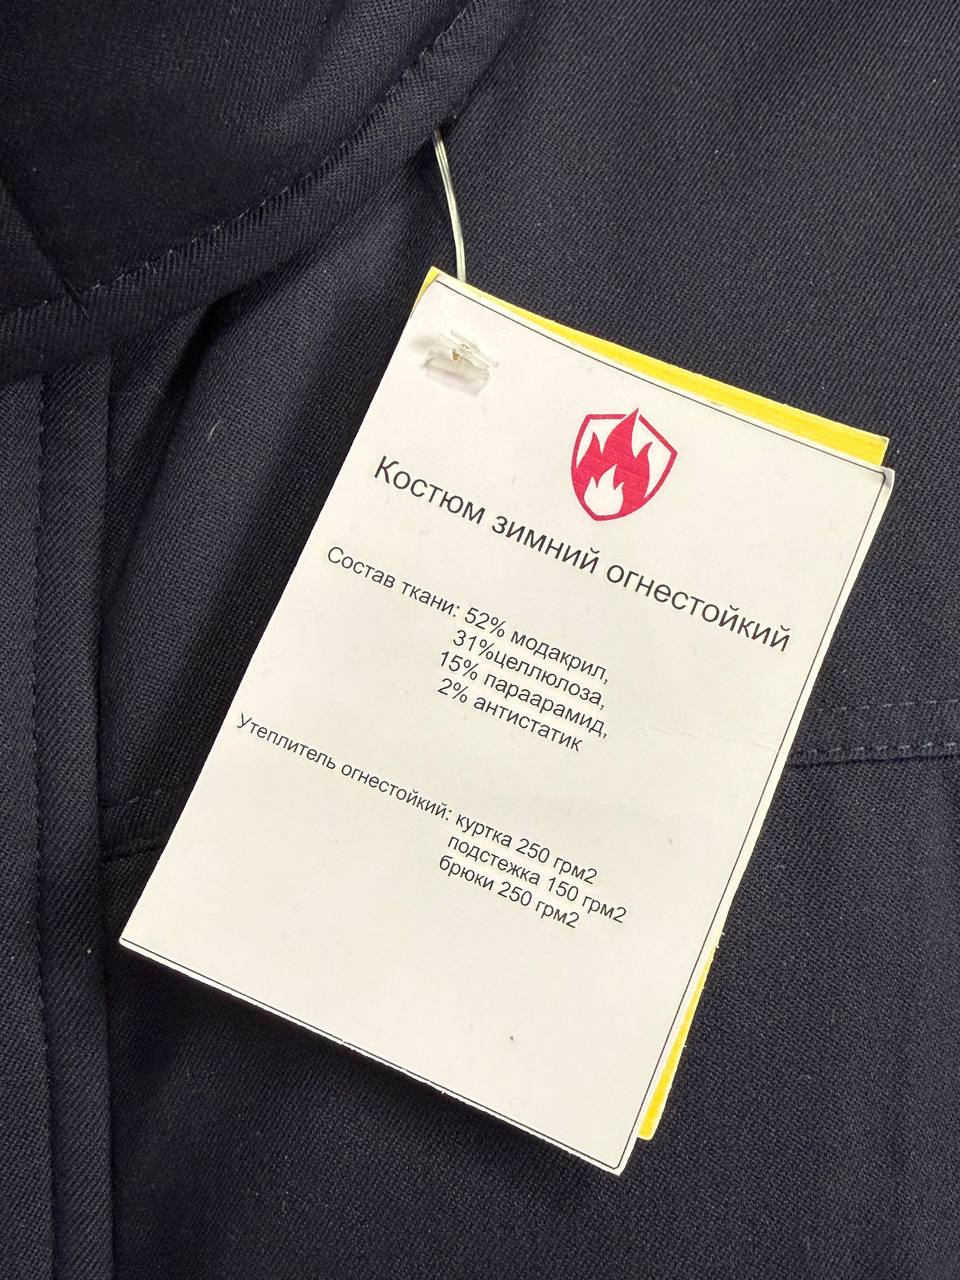 Костюм зимний огнестойкий
Состав ткани: 52% модакрил,
31%целлюлоза,
15% параарамид,
2% антистатик
Утеплитель огнестойкий: куртка 250 грм2
подстежка 150 грм2
брюки 250 грм2